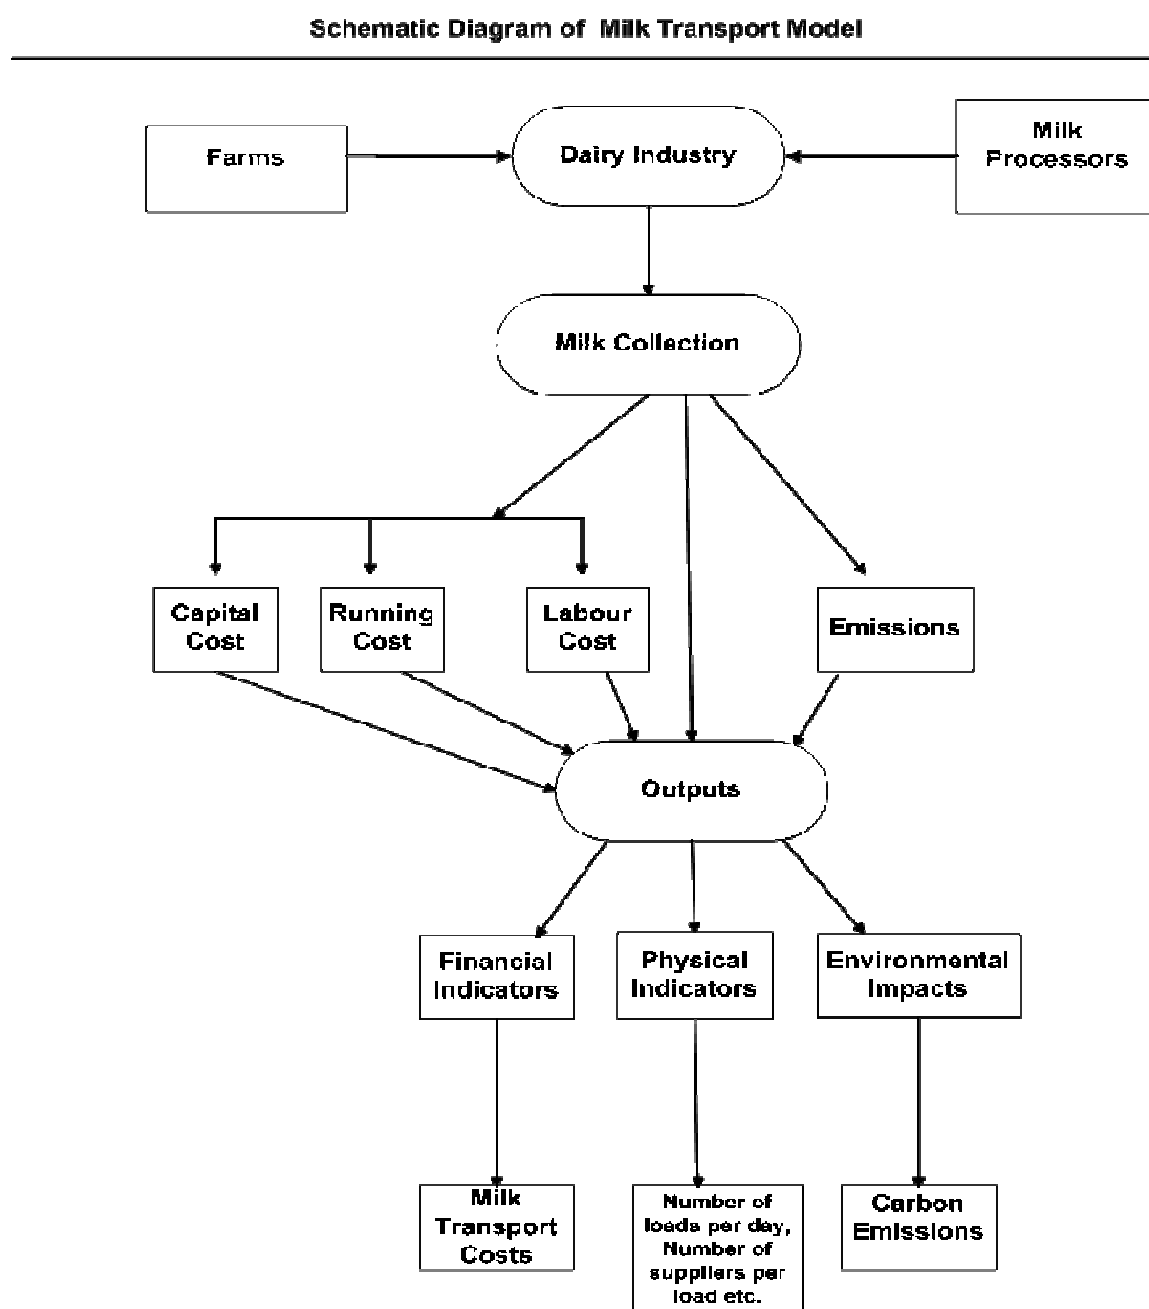 Schematic Diagram of Milk Transport Model
Farms
Dairy Industry
Milk
Processors
Milk Collection
Capital
Cost
Running
Cost
Labour
Cost
Emissions
Outputs
Financial
Indicators
Physical
Indicators
Environmental
Impacts
Milk
Transport
Costs
Number of
loads per day,
Number of
suppliers per
load etc.
Carbon
Emissions